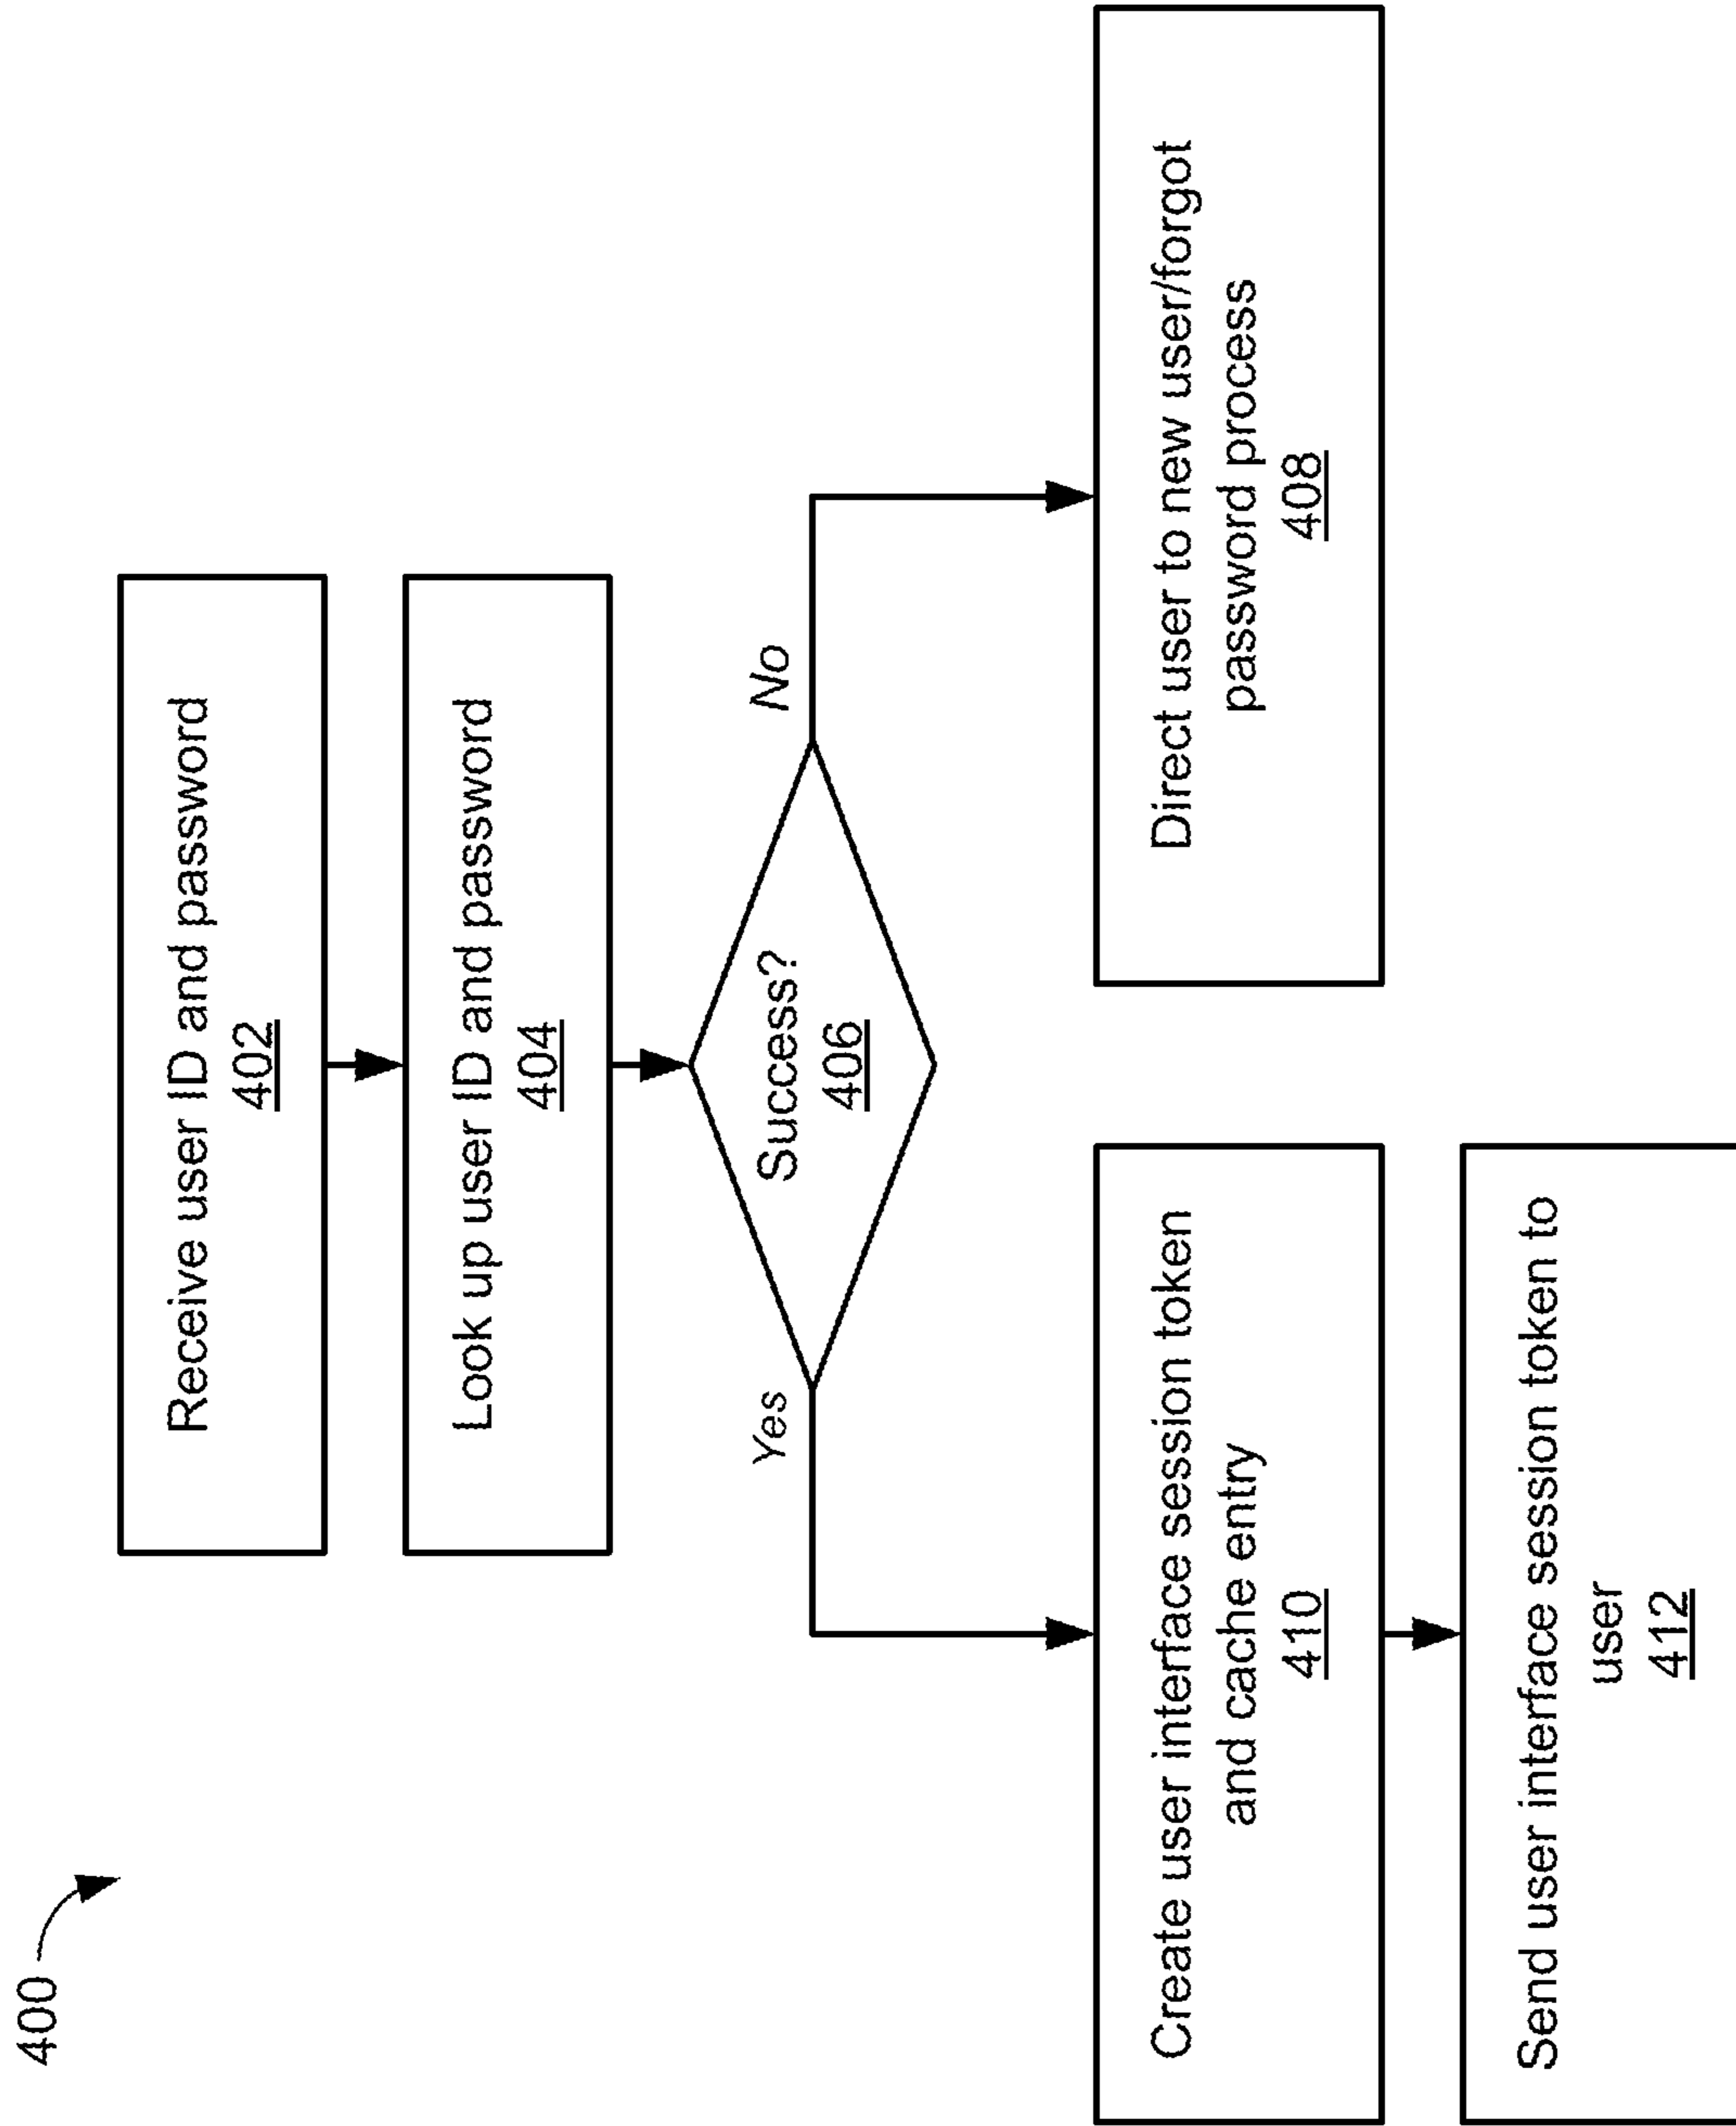 400
Receive user ID and password
402
Look up user ID and password
404
Success?
406
Yes
No
Create user interface session token
and cache entry
410
Direct user to new user/forgot
password process
408
Send user interface session token to
user
412